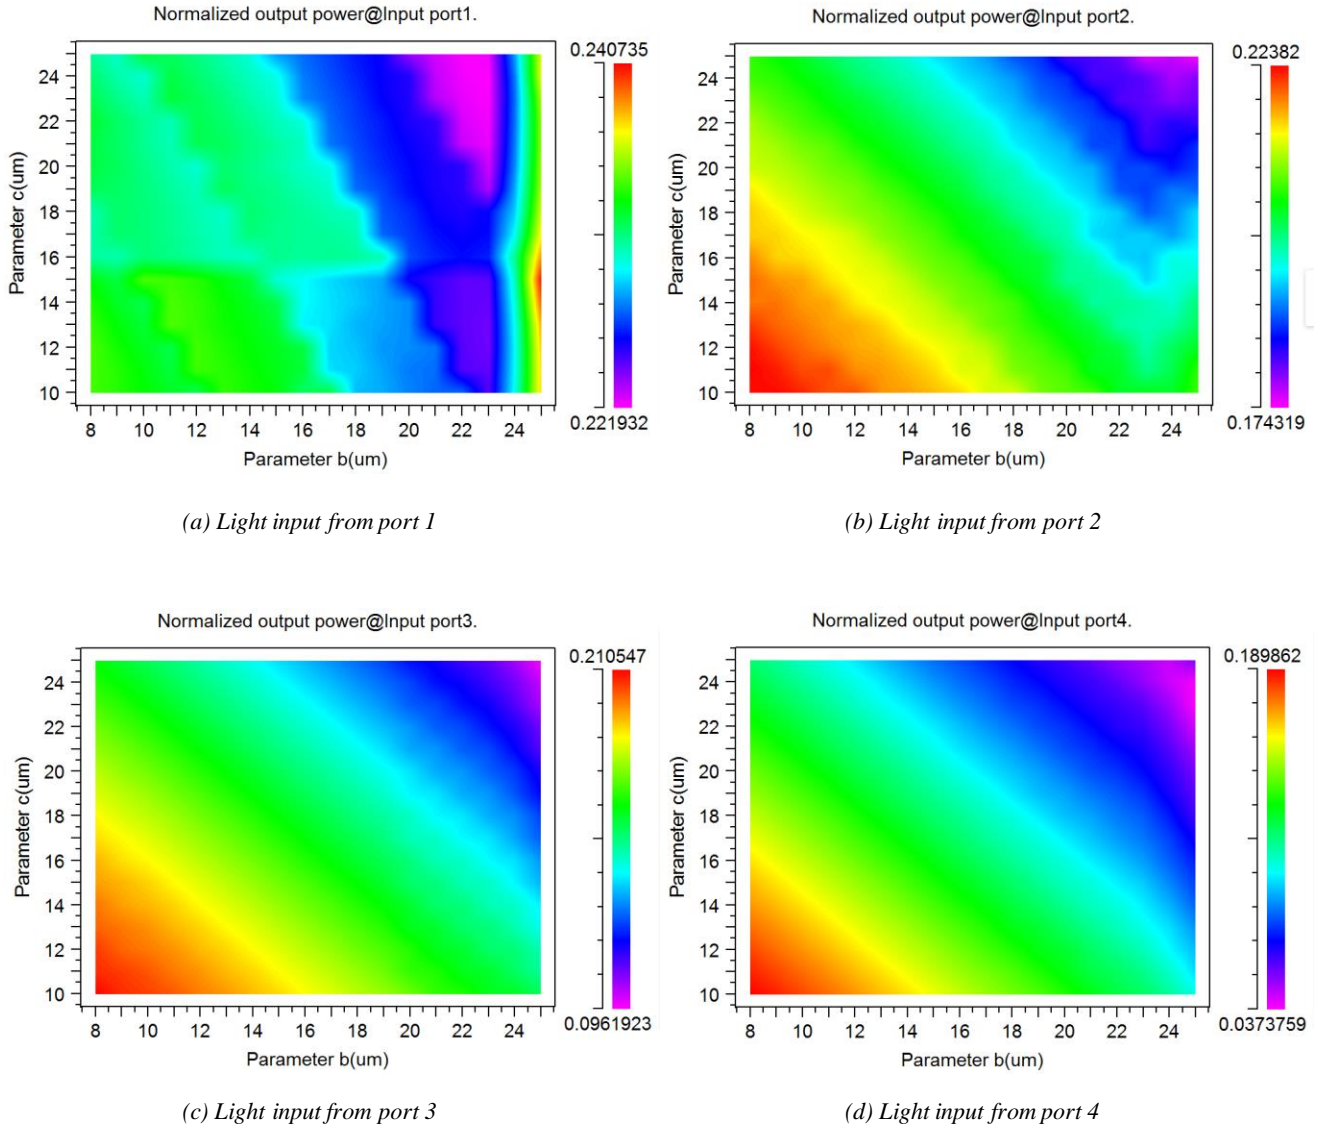 Normalized output power@Input port1.
0.240735
24
22
20
18
16
14
12
10
Parameter c(um)
8 10 12 14 16 18 20 22 24
0.221932
Parameter b(um)
(a) Light input from port 1
Normalized output power@Input port2.
0.22382
24
22
20
18
16
14
12
10
Parameter c(um)
8 10 12 14 16 18 20 22 24
0.174319
Parameter b(um)
(b) Light input from port 2
Normalized output power@Input port3.
0.210547
24
22
20
18
16
14
12
10
Parameter c(um)
8 10 12 14 16 18 20 22 24
0.0961923
Parameter b(um)
(c) Light input from port 3
Normalized output power@Input port4.
0.189862
24
22
20
18
16
14
12
10
Parameter c(um)
8 10 12 14 16 18 20 22 24
0.0373759
Parameter b(um)
(d) Light input from port 4